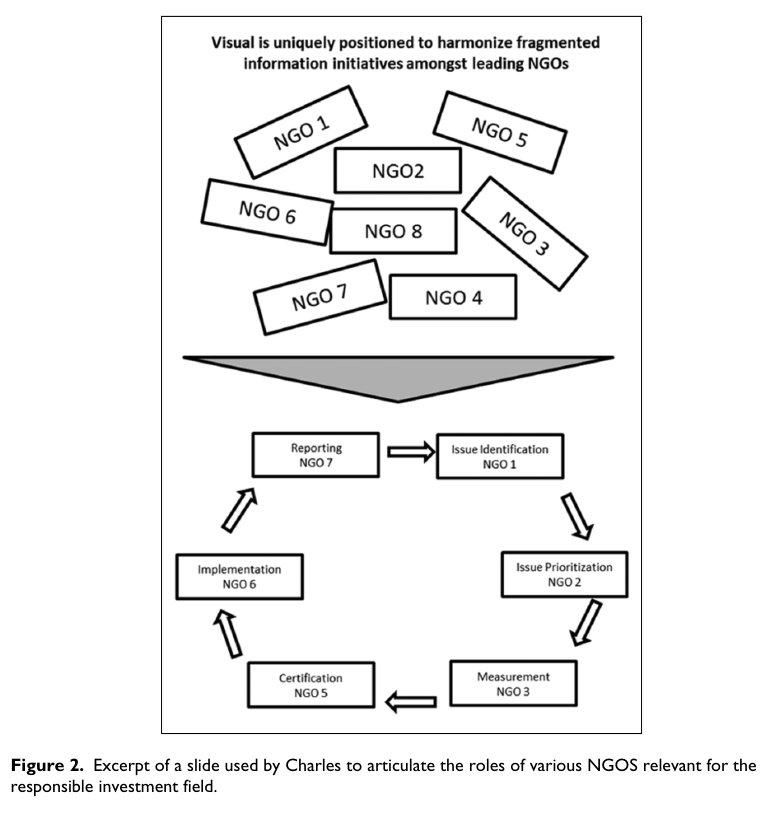 Visual is uniquely positioned to harmonize fragmented
information initiatives amongst leading NGOs
NGO 1
NGO 5
NGO2
NGO 6
NGO 8
NGO 3
NGO 7
NGO 4
Reporting
NGO 7
Issue Identification
NGO 1
Implementation
NGO 6
Issue Prioritization
NGO 2
Certification
NGO 5
Measurement
NGO 3
Figure 2. Excerpt of a slide used by Charles to articulate the roles of various NGOS relevant for the
responsible investment field.